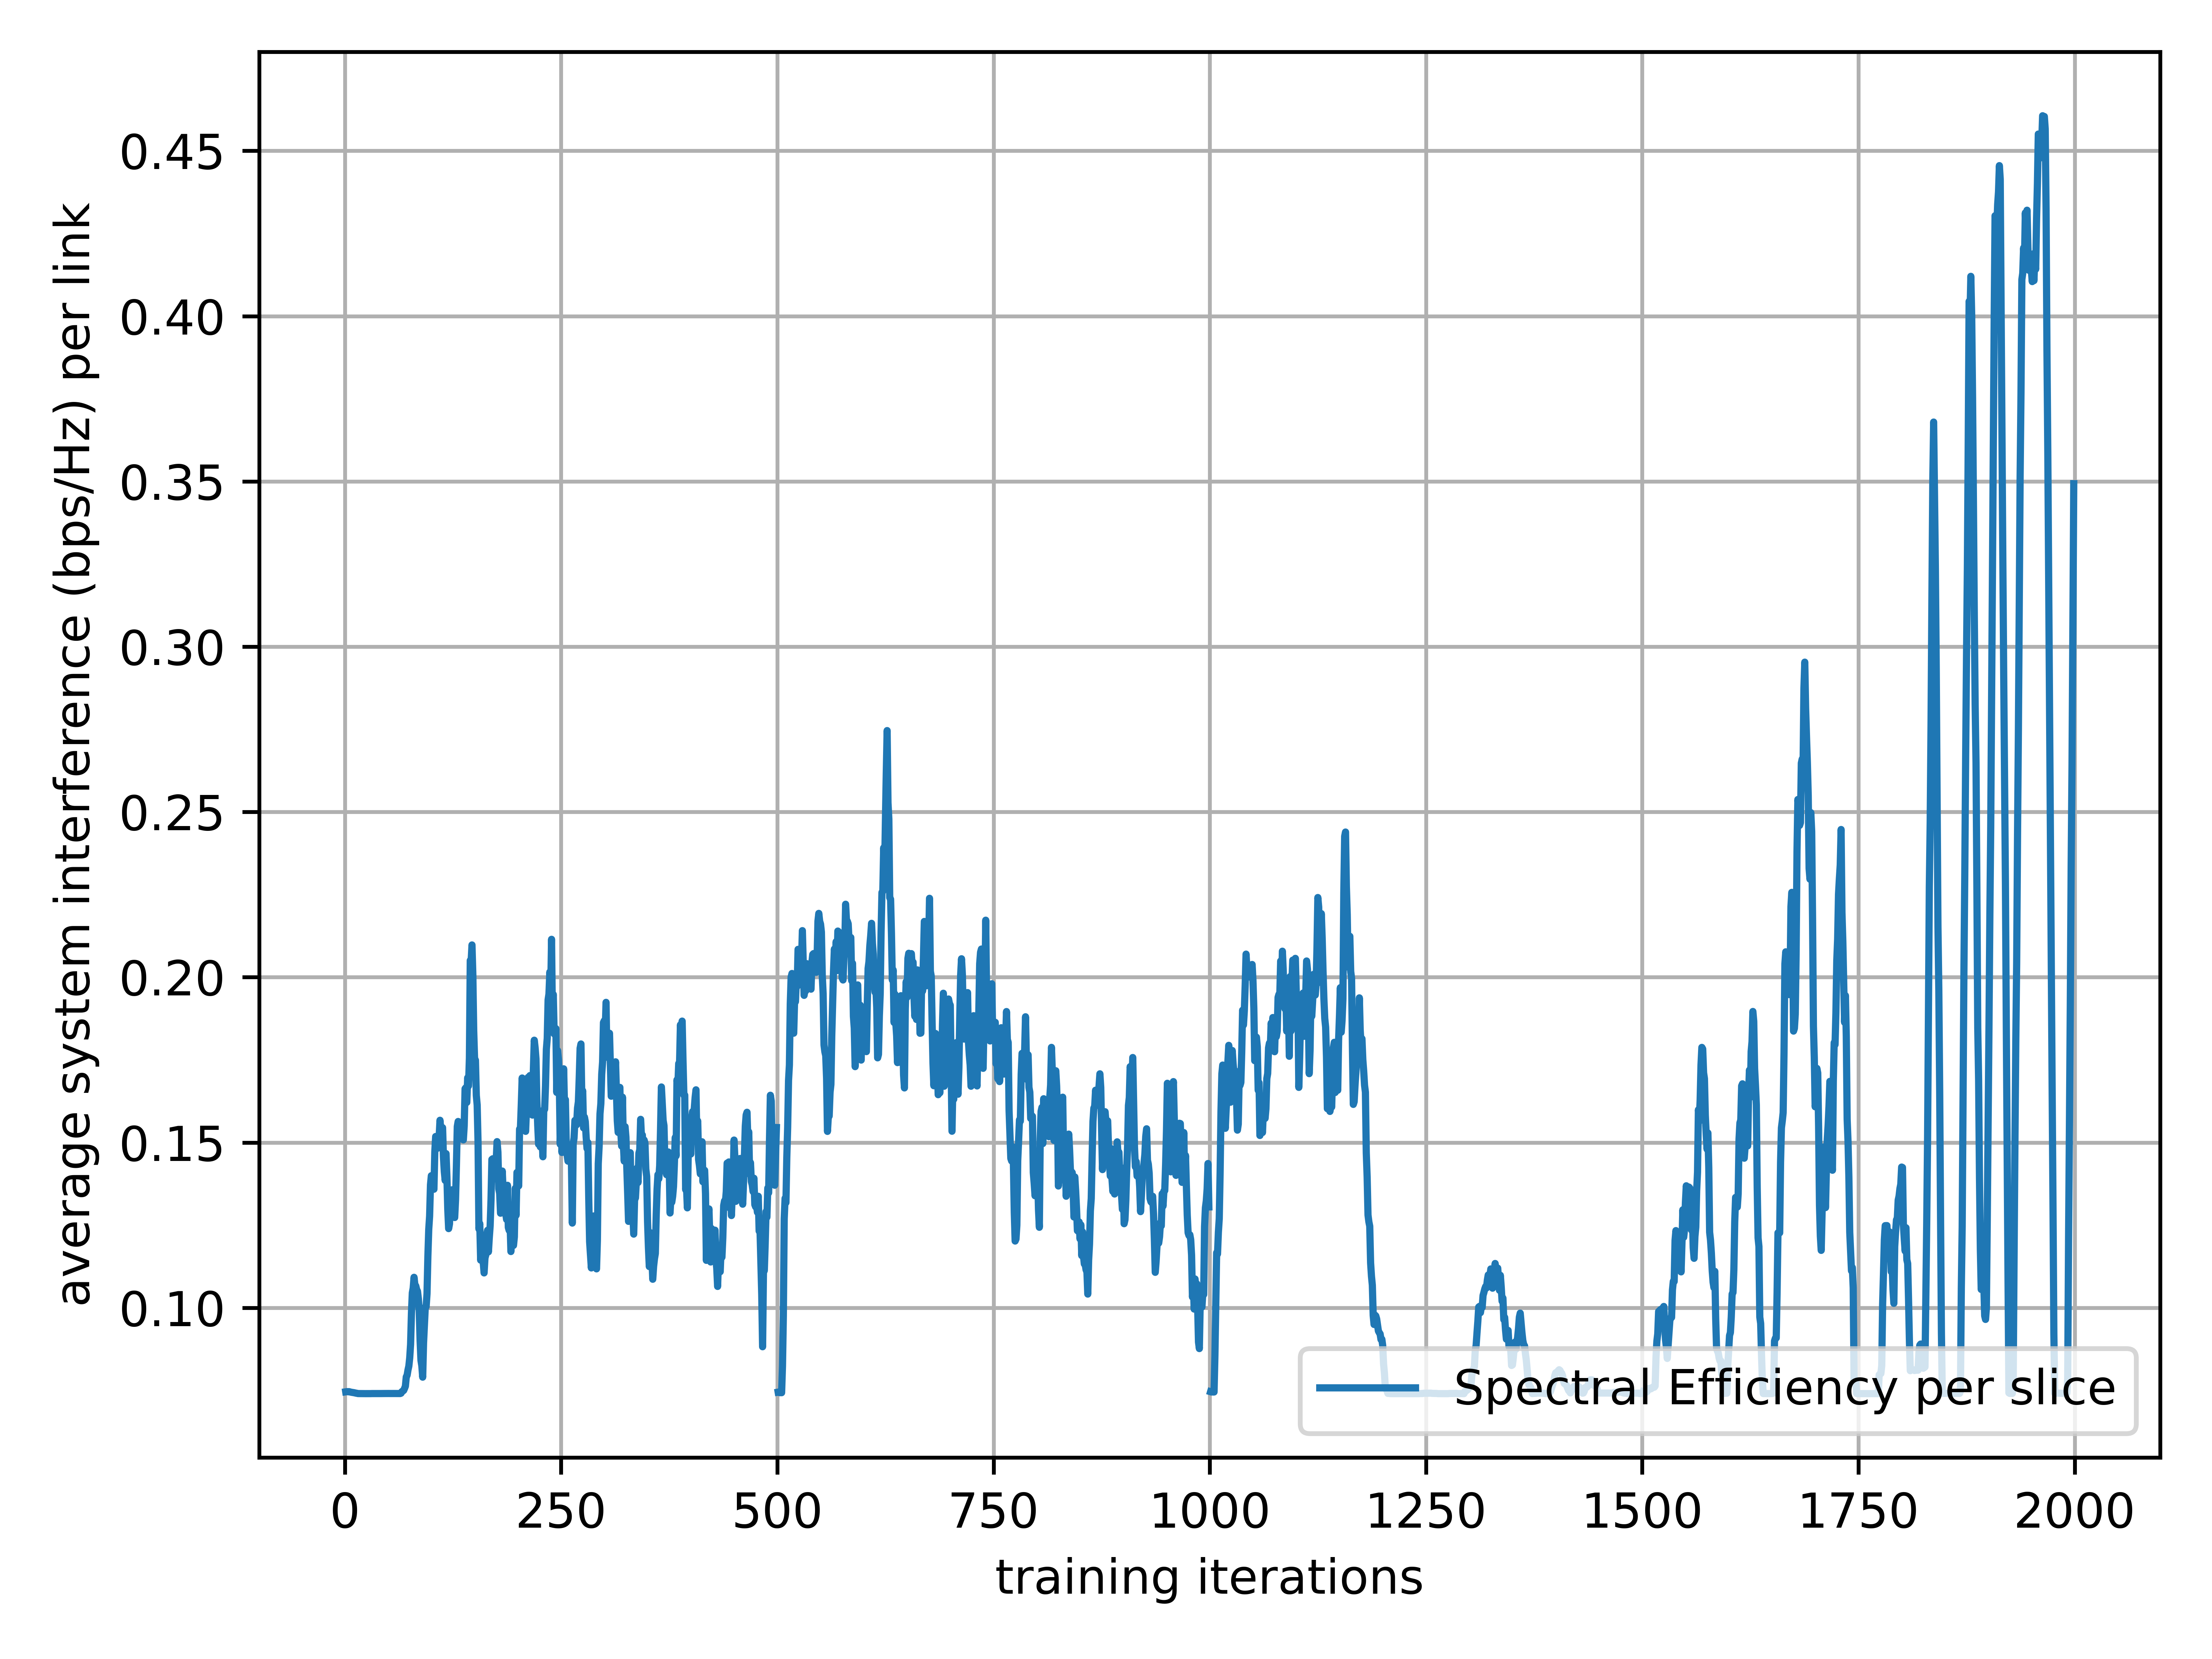 average system interference (bps/Hz) per link
0.45
0.40
0.35
0.30
0.25
0.20
0.15
0.10
Spectral Efficiency per slice
0 250 500 750 1000 1250 1500 1750 2000
training iterations